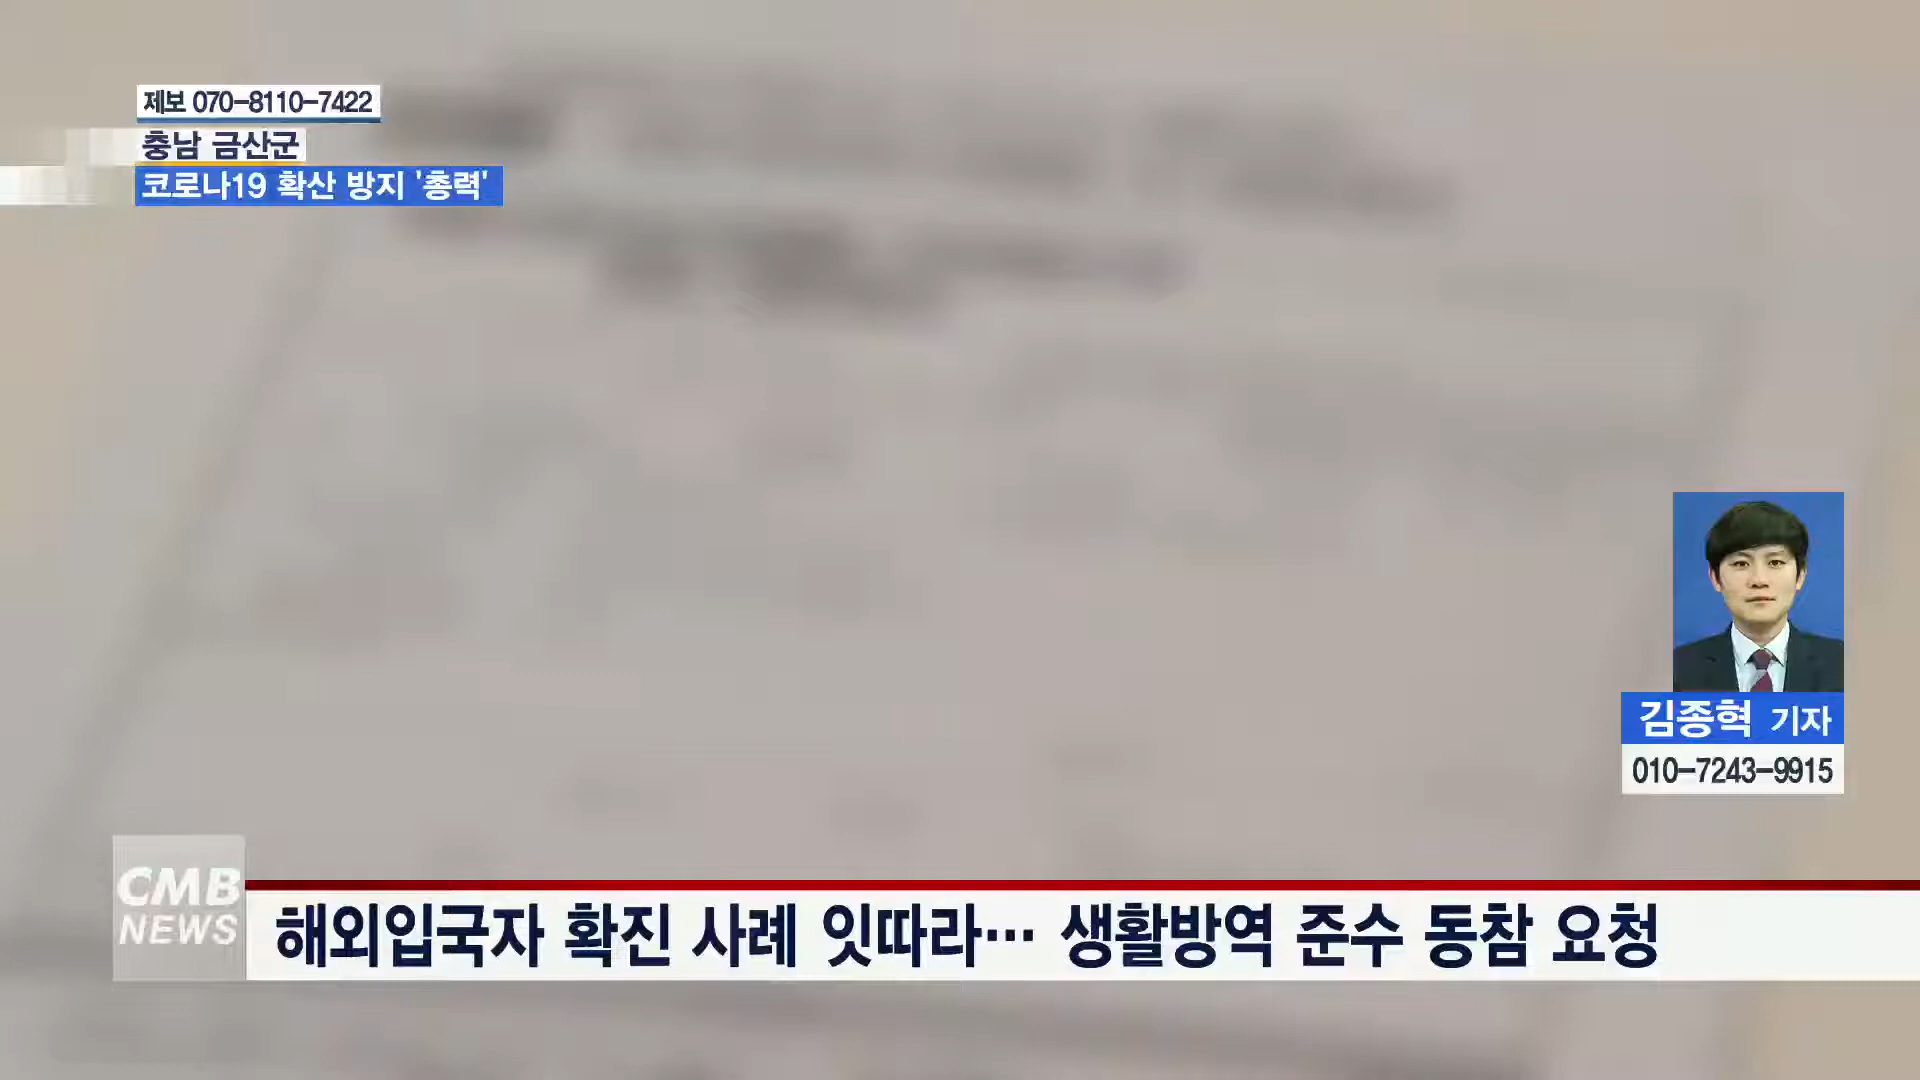 제보 070-8110-7422
충남 금산군
코로나19 확산 방지 '총력'
김종혁 기자
010-7243-9915
CMB
NEWS
해외입국자 확진 사례 잇따라… 생활방역 준수 동참 요청